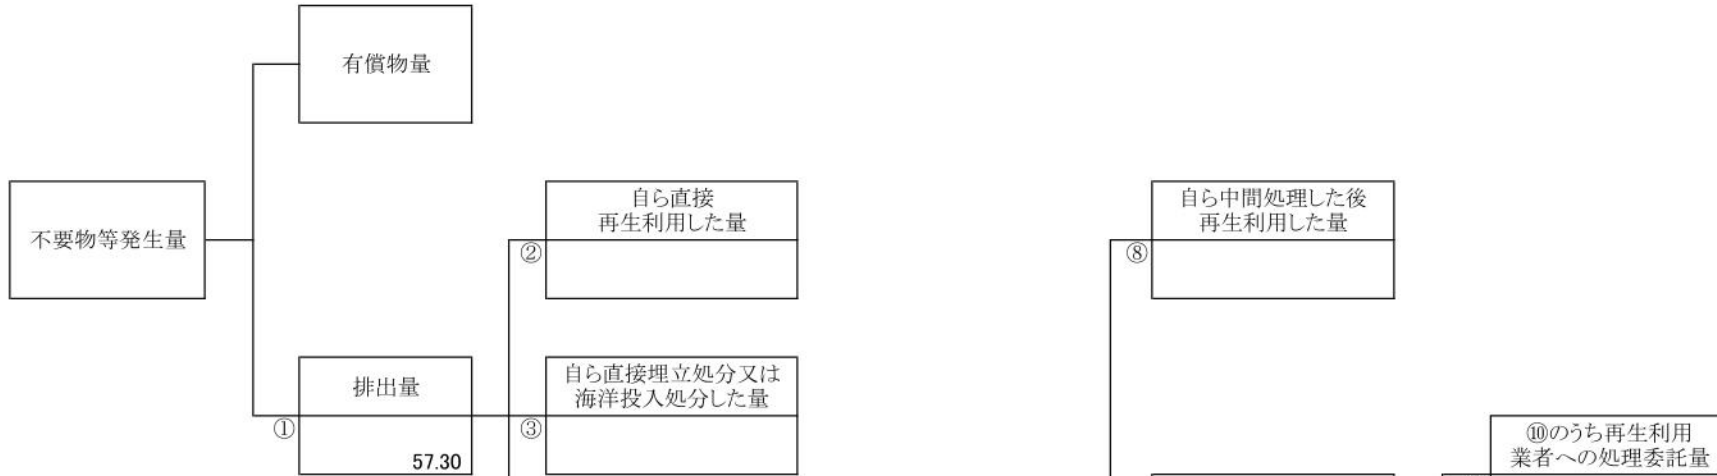 有償物量
不要物等発生量
自ら直接
再生利用した量
②
自ら中間処理した後
再生利用した量
⑧
排出量
①
57.30
自ら直接埋立処分又は
海洋投入処分した量
③
⑩のうち再生利用
業者への処理委託量